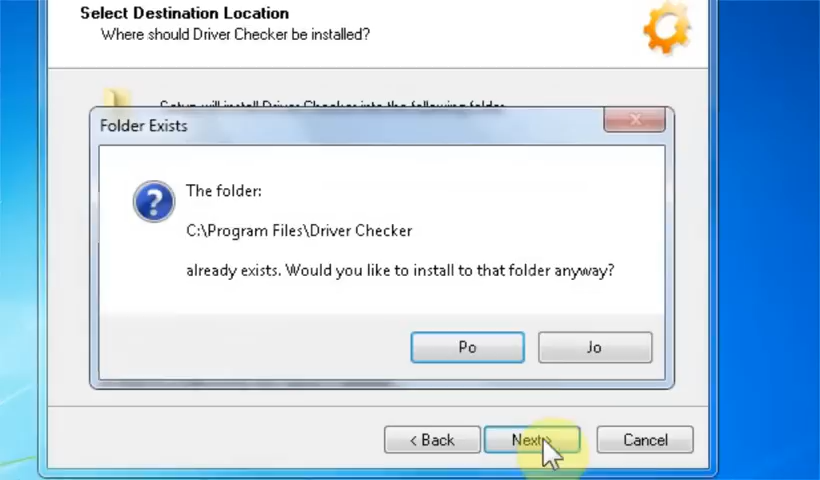 Select Destination Location
Where should Driver Checker be installed?
Setup will install Driver Checker into the following folder.
Folder Exists
The folder:
C:\Program Files\Driver Checker
already exists. Would you like to install to that folder anyway?
Po
Jo
< Back
Next >
Cancel